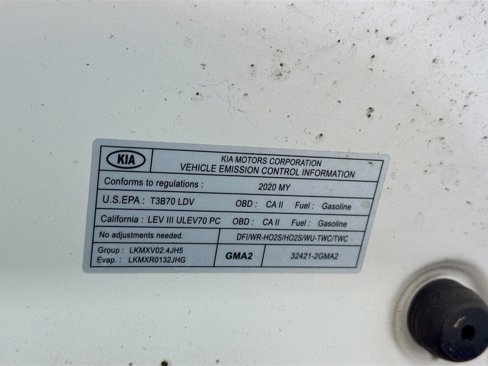 KIA
KIA MOTORS CORPORATION
VEHICLE EMISSION CONTROL INFORMATION
Conforms to regulations : 2020 MY
U.S.EPA : T3B70 LDV OBD : CA II Fuel : Gasoline
California : LEV III ULEV70 PC OBD : CA II Fuel : Gasoline
No adjustments needed. DFI/WR-HO2S/HO2S/WU-TWC/TWC
Group : LKMXV02.4JH5
Evap. : LKMXR0132JHG
GMA2
32421-2GMA2